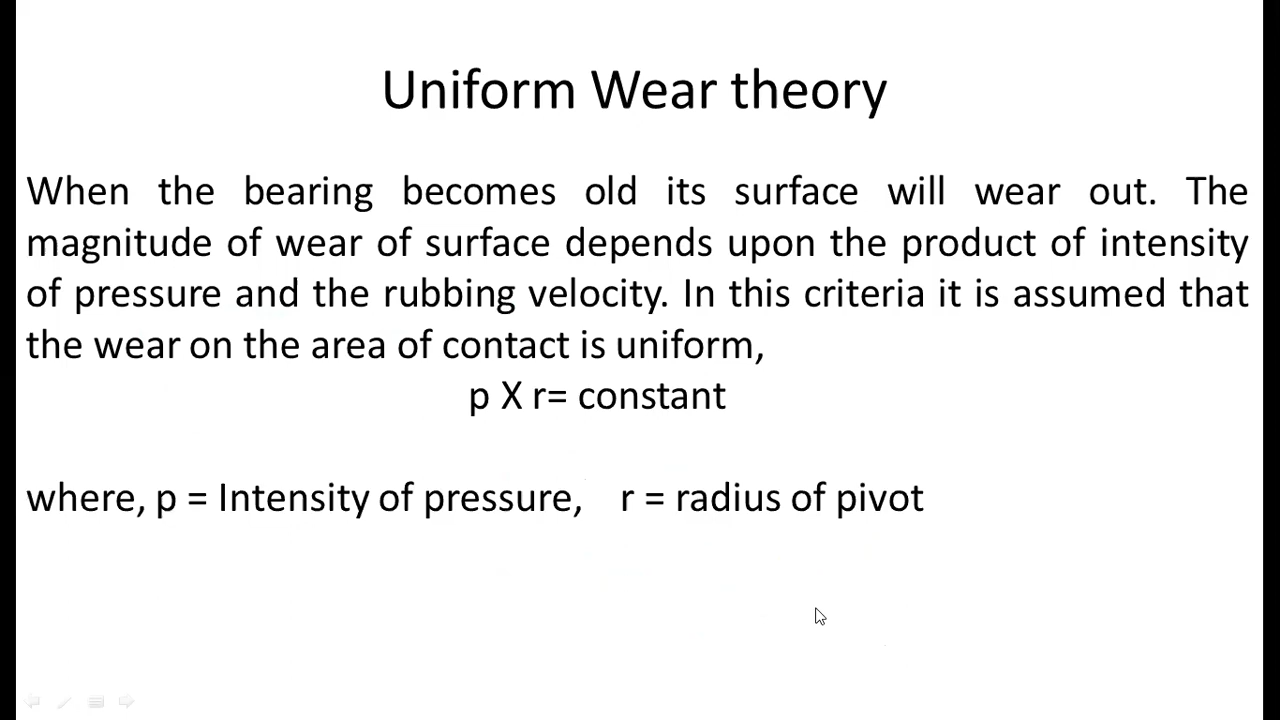 Uniform Wear theory
When the bearing becomes old its surface will wear out. The
magnitude of wear of surface depends upon the product of intensity
of pressure and the rubbing velocity. In this criteria it is assumed that
the wear on the area of contact is uniform,
p X r= constant
where, p = Intensity of pressure, r = radius of pivot